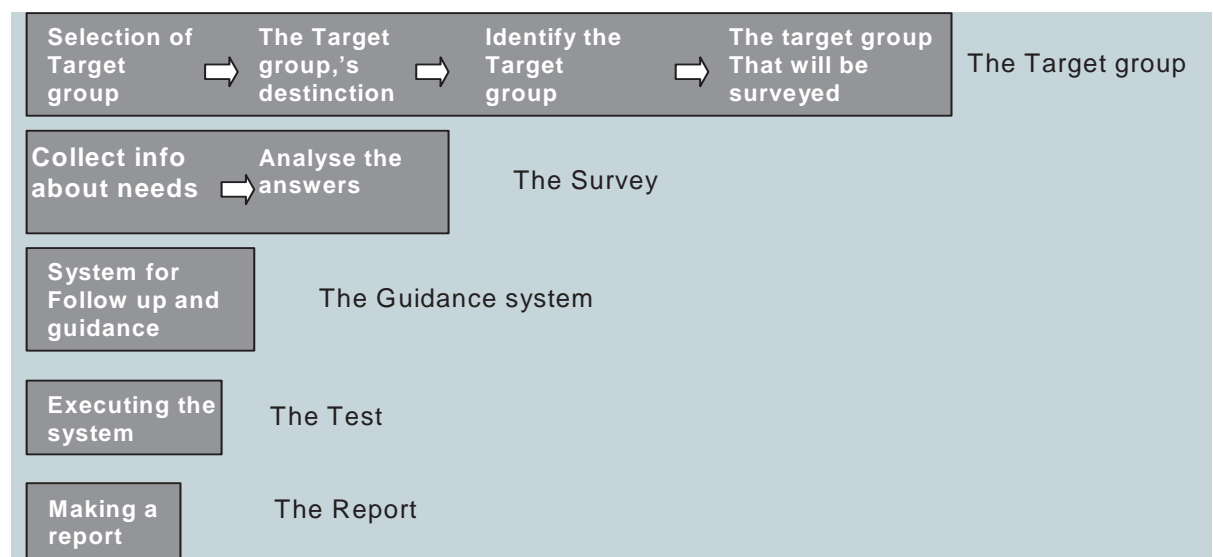 Selection of
Target
group
The Target
group,'s
destinction
Identify the
Target
group
The target group
That will be
surveyed
The Target group
Collect info
about needs
Analyse the
answers
The Survey
System for
Follow up and
guidance
The Guidance system
Executing the
system
The Test
Making a
report
The Report